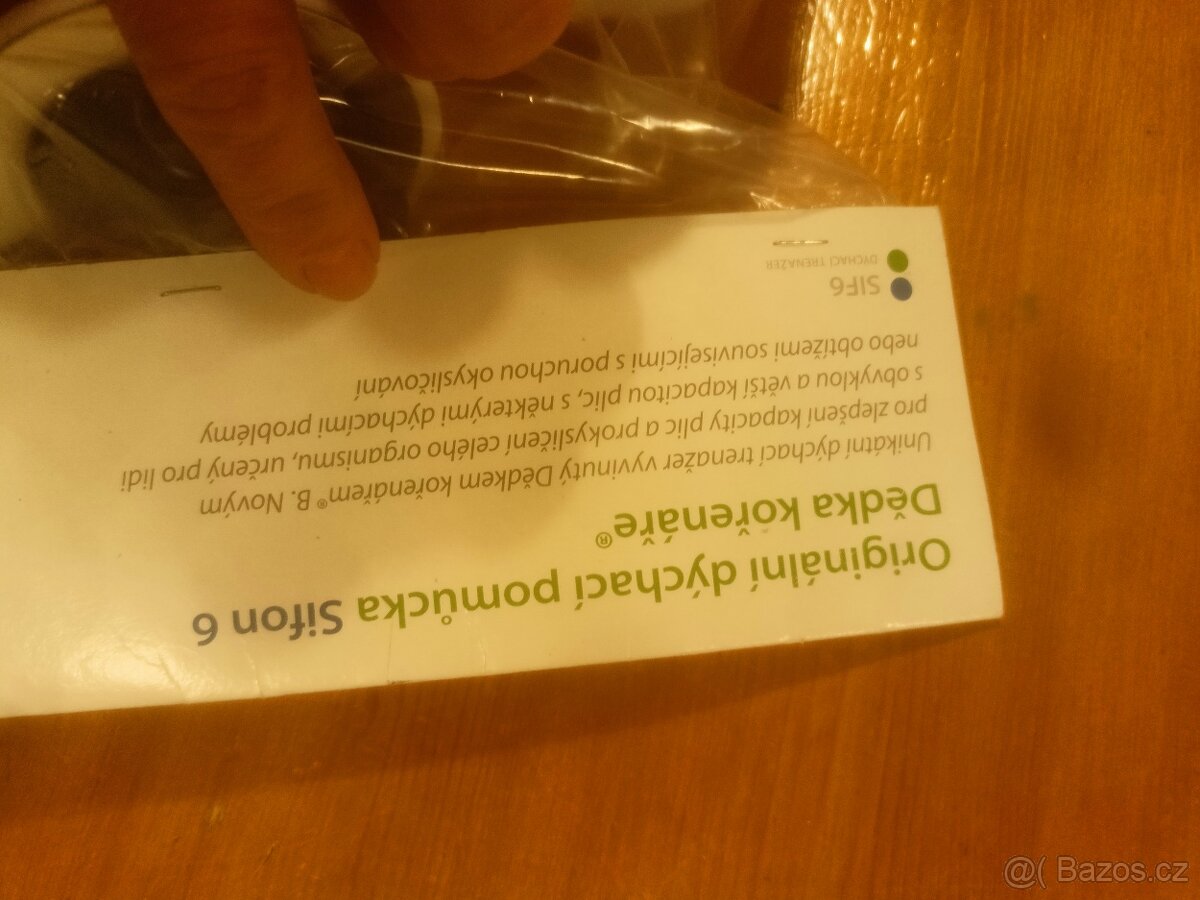 Originální dýchací pomůcka Sifon 6
Dědka kořenáře®
Unikátní dýchací trenažer vyvinutý Dědkem kořenářem® B. Novým
pro zlepšení kapacity plic a prokysličení celého organismu, určený pro lidi
s obvyklou a větší kapacitou plic, s některými dýchacími problémy
nebo obtížemi souvisejícími s poruchou okysličování
SIF6
DÝCHACÍ TRENAŽER
@( Bazos.cz